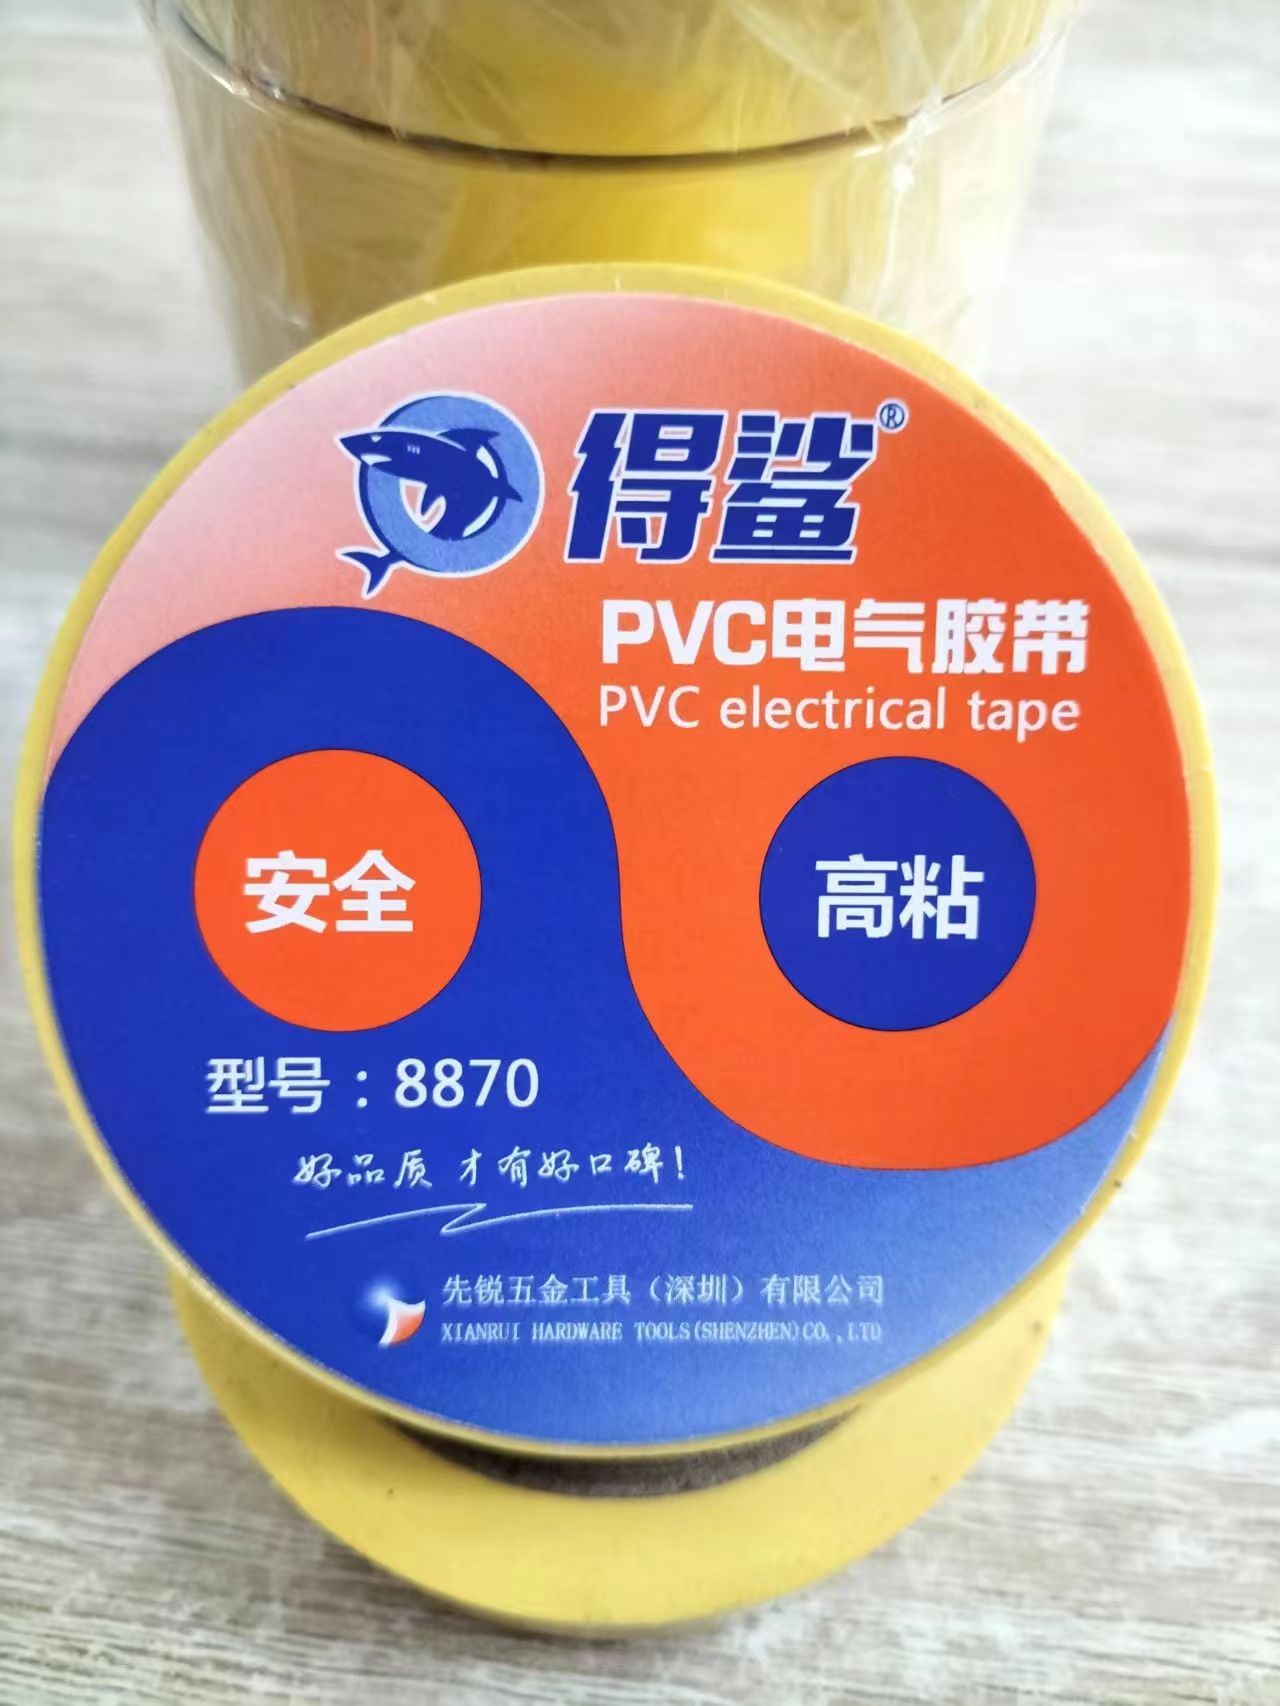 得鲨®
PVC电气胶带
PVC electrical tape
安全
高粘
型号：8870
好品质 才有好口碑！
先锐五金工具（深圳）有限公司
XIANRUI HARDWARE TOOLS(SHENZHEN)CO.,LTD